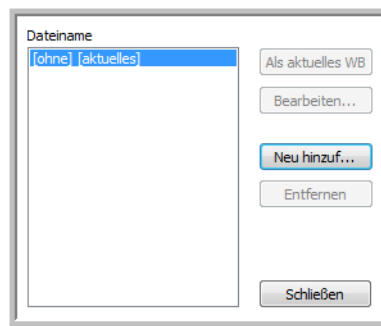 Dateiname
[ohne] [aktuelles]
Als aktuelles WB
Bearbeiten...
Neu hinzuf...
Entfernen
Schließen